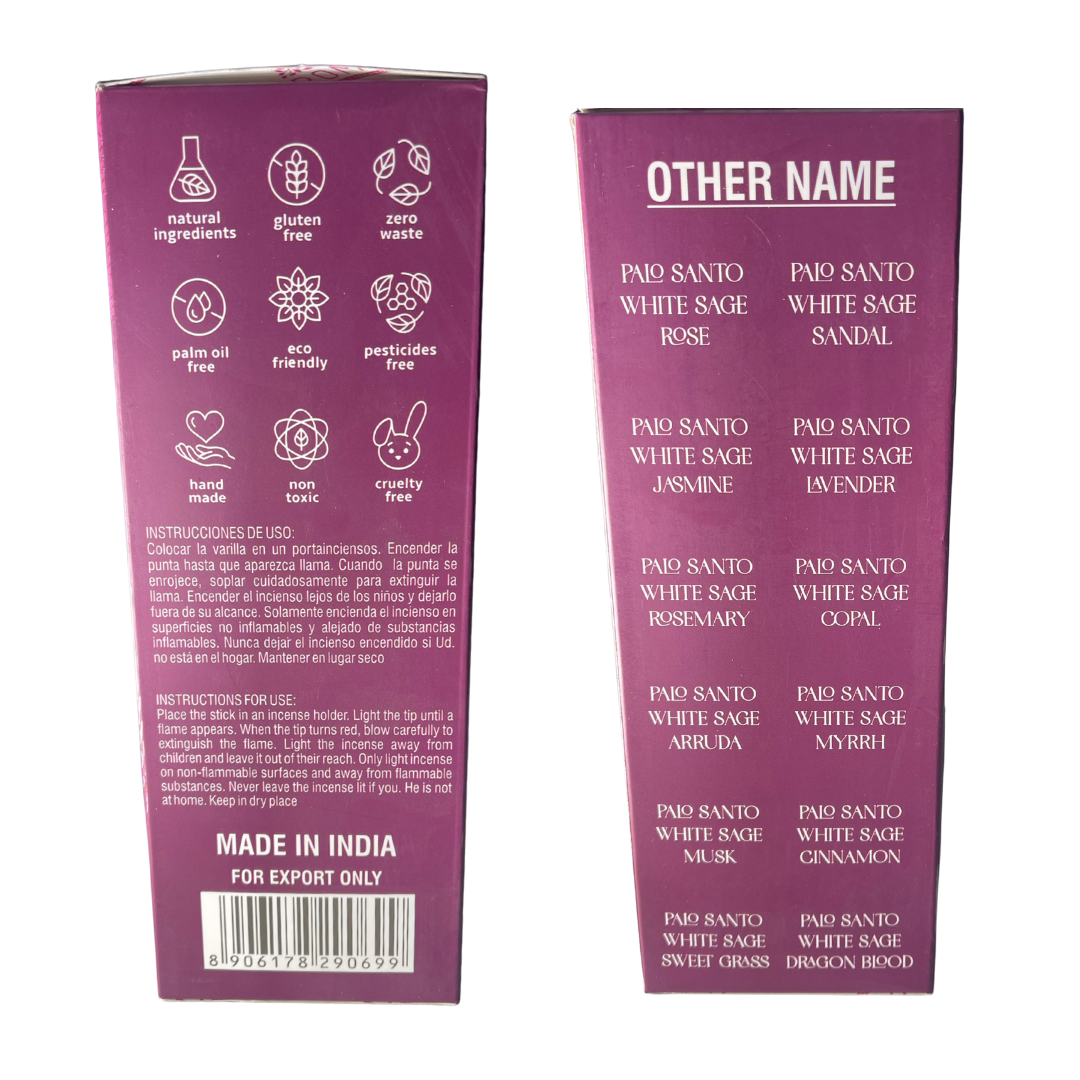 natural
ingredients
gluten
free
zero
waste
palm oil
free
eco
friendly
pesticides
free
hand
made
non
toxic
cruelty
free
INSTRUCCIONES DE USO:
Colocar la varilla en un portainciensos. Encender la
punta hasta que aparezca llama. Cuando la punta se
enrojece, soplar cuidadosamente para extinguir la
llama. Encender el incienso lejos de los niños y dejarlo
fuera de su alcance. Solamente encienda el incienso en
superficies no inflamables y alejado de substancias
inflamables. Nunca dejar el incienso encendido si Ud.
no está en el hogar. Mantener en lugar seco
INSTRUCTIONS FOR USE:
Place the stick in an incense holder. Light the tip until a
flame appears. When the tip turns red, blow carefully to
extinguish the flame. Light the incense away from
children and leave it out of their reach. Only light incense
on non-flammable surfaces and away from flammable
substances. Never leave the incense lit if you. He is not
at home. Keep in dry place
MADE IN INDIA
FOR EXPORT ONLY
8 906178 290699
OTHER NAME
PALO SANTO
WHITE SAGE
ROSE
PALO SANTO
WHITE SAGE
SANDAL
PALO SANTO
WHITE SAGE
JASMINE
PALO SANTO
WHITE SAGE
LAVENDER
PALO SANTO
WHITE SAGE
ROSEMARY
PALO SANTO
WHITE SAGE
COPAL
PALO SANTO
WHITE SAGE
ARRUDA
PALO SANTO
WHITE SAGE
MYRRH
PALO SANTO
WHITE SAGE
MUSK
PALO SANTO
WHITE SAGE
CINNAMON
PALO SANTO
WHITE SAGE
SWEET GRASS
PALO SANTO
WHITE SAGE
DRAGON BLOOD